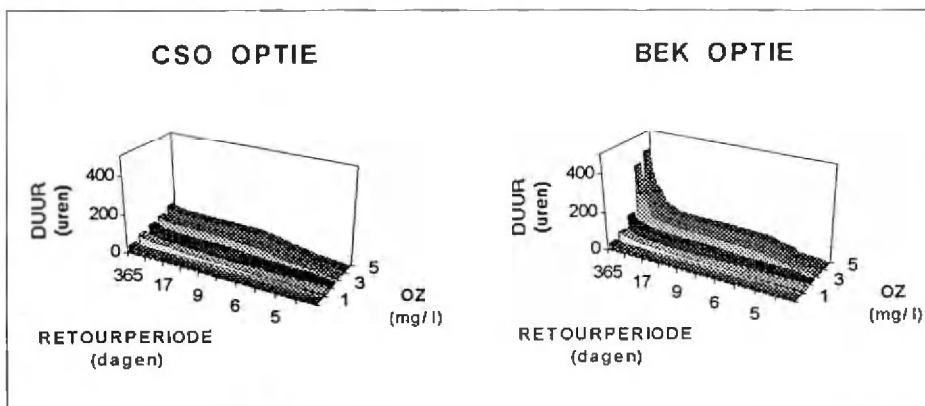 CSO OPTIE
DUUR
(uren)
400
200
0
365
17
9
6
5
1
3
5
OZ
(mg/l)
RETOURPERIODE
(dagen)
BEK OPTIE
DUUR
(uren)
400
200
0
365
17
9
6
5
1
3
5
OZ
(mg/l)
RETOURPERIODE
(dagen)